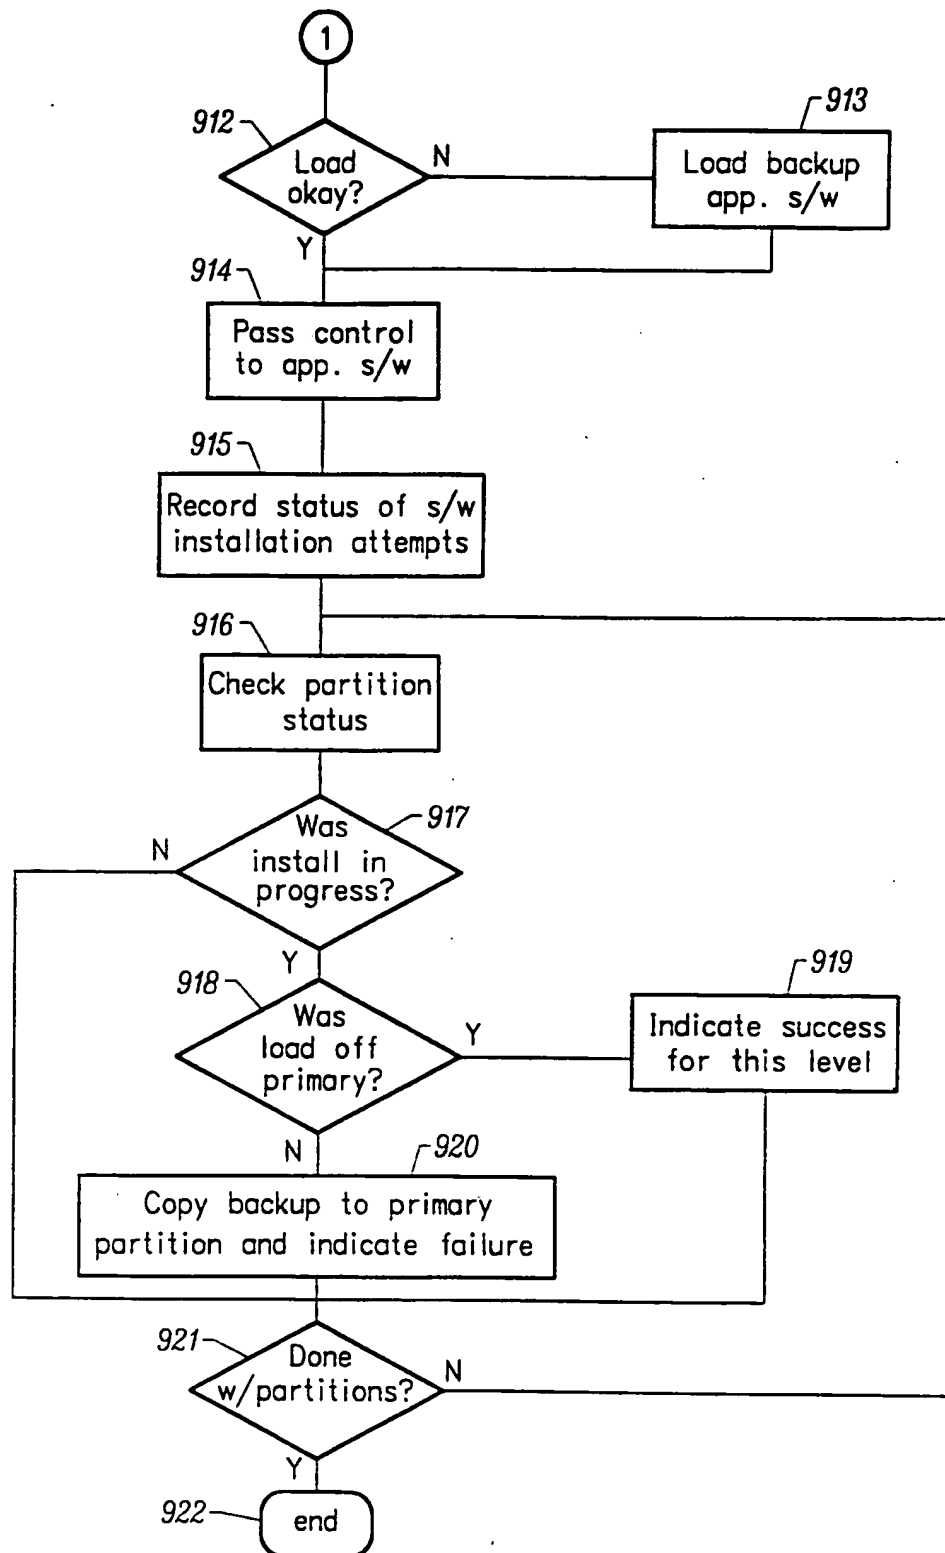 1
912
Load
okay?
N
913
Load backup
app. s/w
Y
914
Pass control
to app. s/w
915
Record status of s/w
installation attempts
916
Check partition
status
917
Was
install in
progress?
N
Y
918
Was
load off
primary?
Y
919
Indicate success
for this level
N
920
Copy backup to primary
partition and indicate failure
921
Done
w/partitions?
N
Y
922
end